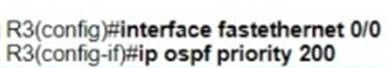 R3(config)#interface fastethernet 0/0
R3(config-if)#ip ospf priority 200